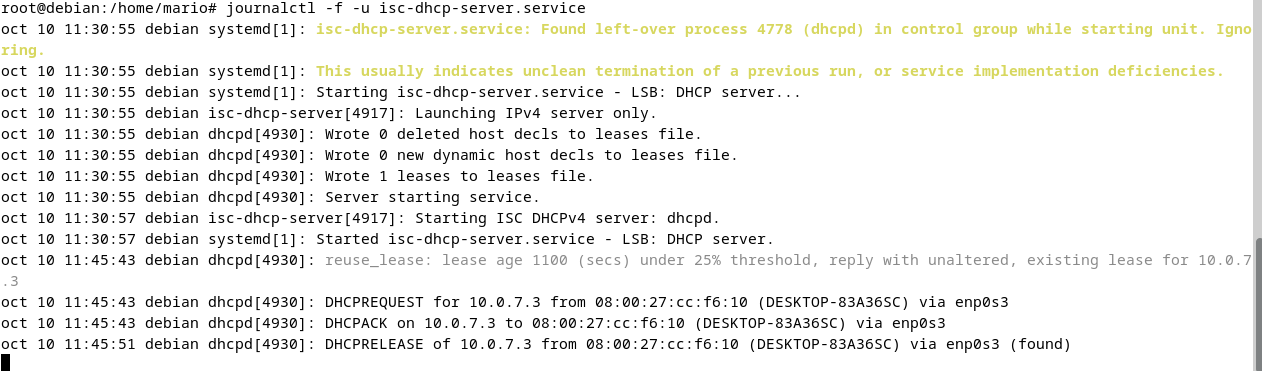 root@debian:/home/mario# journalctl -f -u isc-dhcp-server.service
oct 10 11:30:55 debian systemd[1]: isc-dhcp-server.service: Found left-over process 4778 (dhcpd) in control group while starting unit. Igno
ring.
oct 10 11:30:55 debian systemd[1]: This usually indicates unclean termination of a previous run, or service implementation deficiencies.
oct 10 11:30:55 debian systemd[1]: Starting isc-dhcp-server.service - LSB: DHCP server...
oct 10 11:30:55 debian isc-dhcp-server[4917]: Launching IPv4 server only.
oct 10 11:30:55 debian dhcpd[4930]: Wrote 0 deleted host decls to leases file.
oct 10 11:30:55 debian dhcpd[4930]: Wrote 0 new dynamic host decls to leases file.
oct 10 11:30:55 debian dhcpd[4930]: Wrote 1 leases to leases file.
oct 10 11:30:55 debian dhcpd[4930]: Server starting service.
oct 10 11:30:57 debian isc-dhcp-server[4917]: Starting ISC DHCPv4 server: dhcpd.
oct 10 11:30:57 debian systemd[1]: Started isc-dhcp-server.service - LSB: DHCP server.
oct 10 11:45:43 debian dhcpd[4930]: reuse_lease: lease age 1100 (secs) under 25% threshold, reply with unaltered, existing lease for 10.0.7
.3
oct 10 11:45:43 debian dhcpd[4930]: DHCPREQUEST for 10.0.7.3 from 08:00:27:cc:f6:10 (DESKTOP-83A36SC) via enp0s3
oct 10 11:45:43 debian dhcpd[4930]: DHCPACK on 10.0.7.3 to 08:00:27:cc:f6:10 (DESKTOP-83A36SC) via enp0s3
oct 10 11:45:51 debian dhcpd[4930]: DHCPRELEASE of 10.0.7.3 from 08:00:27:cc:f6:10 (DESKTOP-83A36SC) via enp0s3 (found)